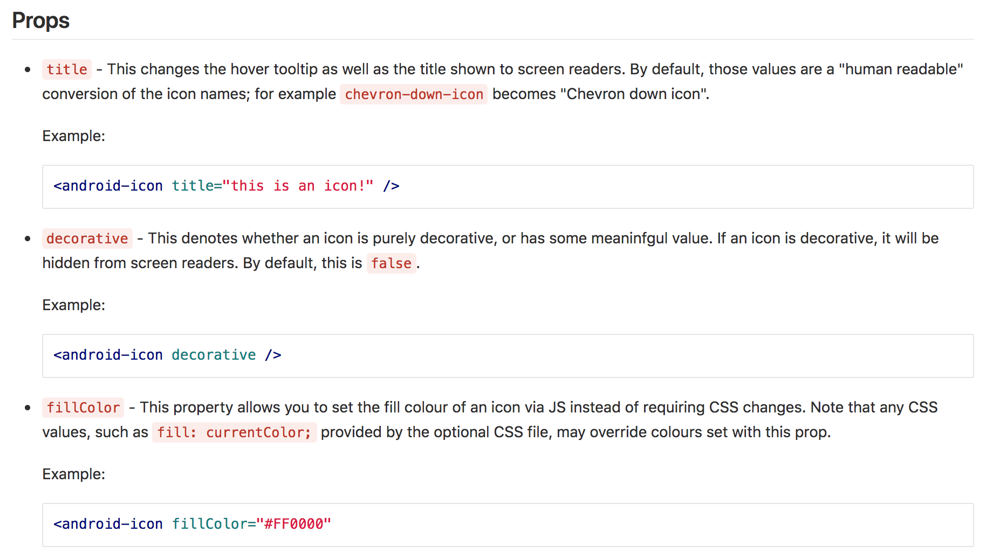 Props
title - This changes the hover tooltip as well as the title shown to screen readers. By default, those values are a "human readable"
conversion of the icon names; for example chevron-down-icon becomes "Chevron down icon".
Example:
<android-icon title="this is an icon!" />
decorative - This denotes whether an icon is purely decorative, or has some meaninfgul value. If an icon is decorative, it will be
hidden from screen readers. By default, this is false.
Example:
<android-icon decorative />
fillColor - This property allows you to set the fill colour of an icon via JS instead of requiring CSS changes. Note that any CSS
values, such as fill: currentColor; provided by the optional CSS file, may override colours set with this prop.
Example:
<android-icon fillColor="#FF0000"